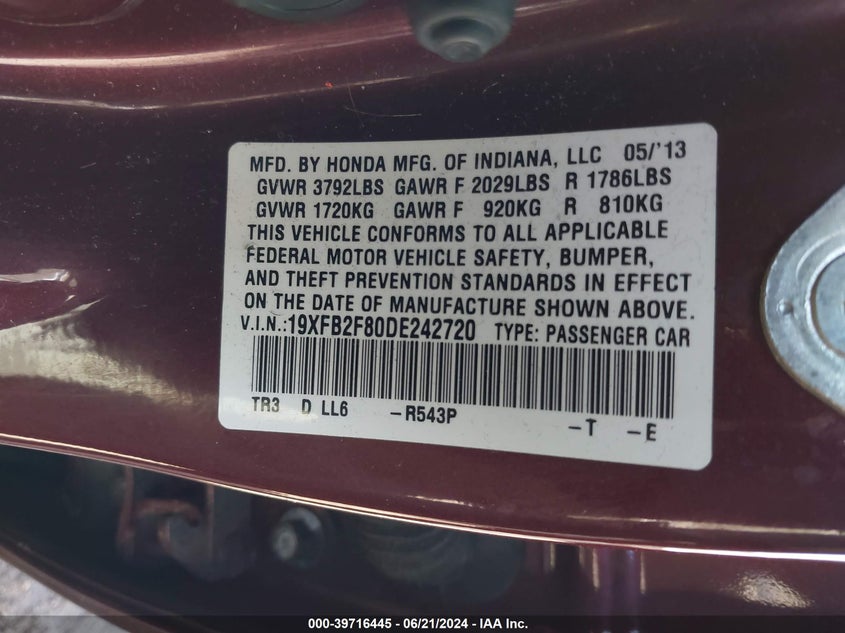 MFD. BY HONDA MFG. OF INDIANA, LLC 05/'13
GVWR 3792LBS GAWR F 2029LBS R 1786LBS
GVWR 1720KG GAWR F 920KG R 810KG
THIS VEHICLE CONFORMS TO ALL APPLICABLE
FEDERAL MOTOR VEHICLE SAFETY, BUMPER,
AND THEFT PREVENTION STANDARDS IN EFFECT
ON THE DATE OF MANUFACTURE SHOWN ABOVE.
V.I.N.:19XFB2F80DE242720 TYPE: PASSENGER CAR
TR3 D LL6 -R543P -T -E
000-39716445 - 06/21/2024 - IAA Inc.